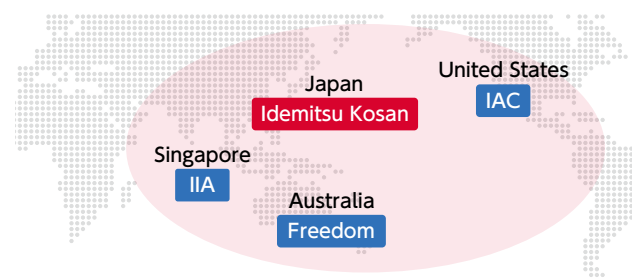 United States
IAC
Japan
Idemitsu Kosan
Singapore
IIA
Australia
Freedom